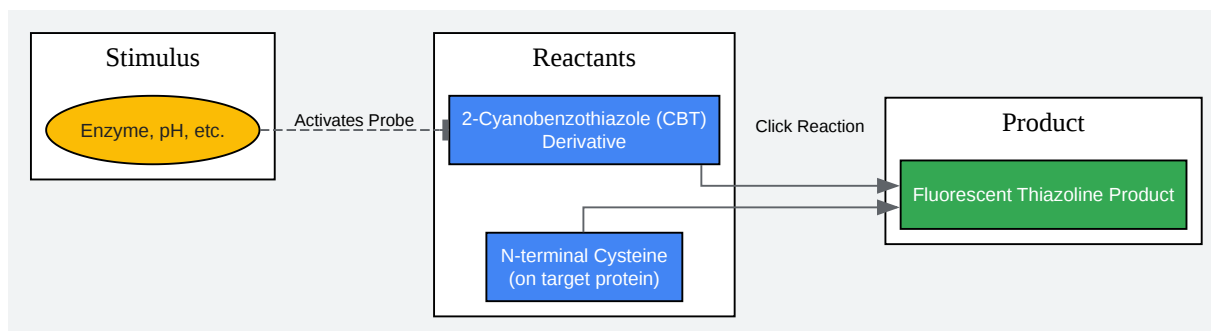 Stimulus
Enzyme, pH, etc.
Activates Probe
Reactants
2-Cyanobenzothiazole (CBT)
Derivative
N-terminal Cysteine
(on target protein)
Click Reaction
Product
Fluorescent Thiazoline Product